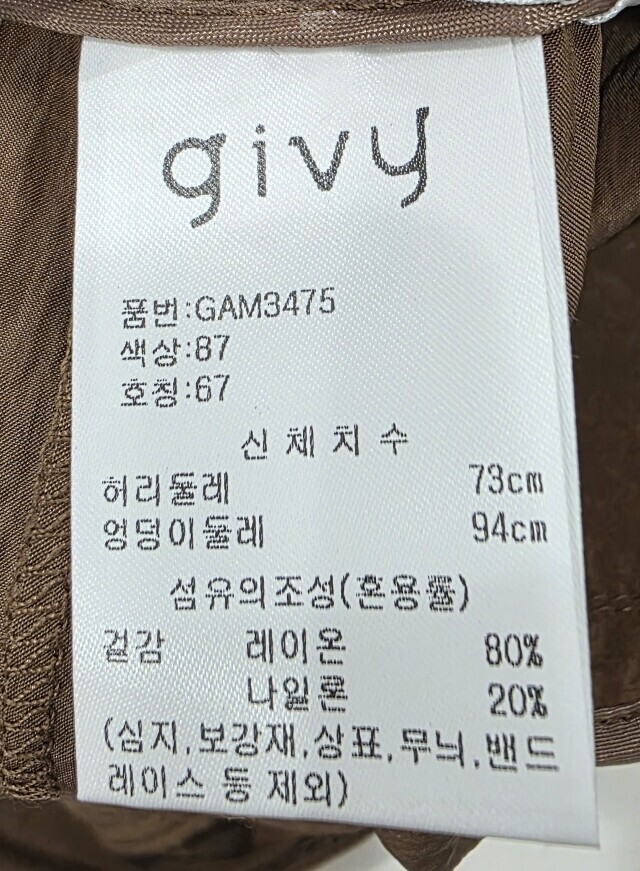 givy
품번:GAM3475
색상:87
호칭:67
신 체 치 수
허리둘레 73cm
엉덩이둘레 94cm
섬유의조성(혼용률)
겉감 레이온 80%
나일론 20%
(심지,보강재,상표,무늬,밴드
레이스 등 제외)